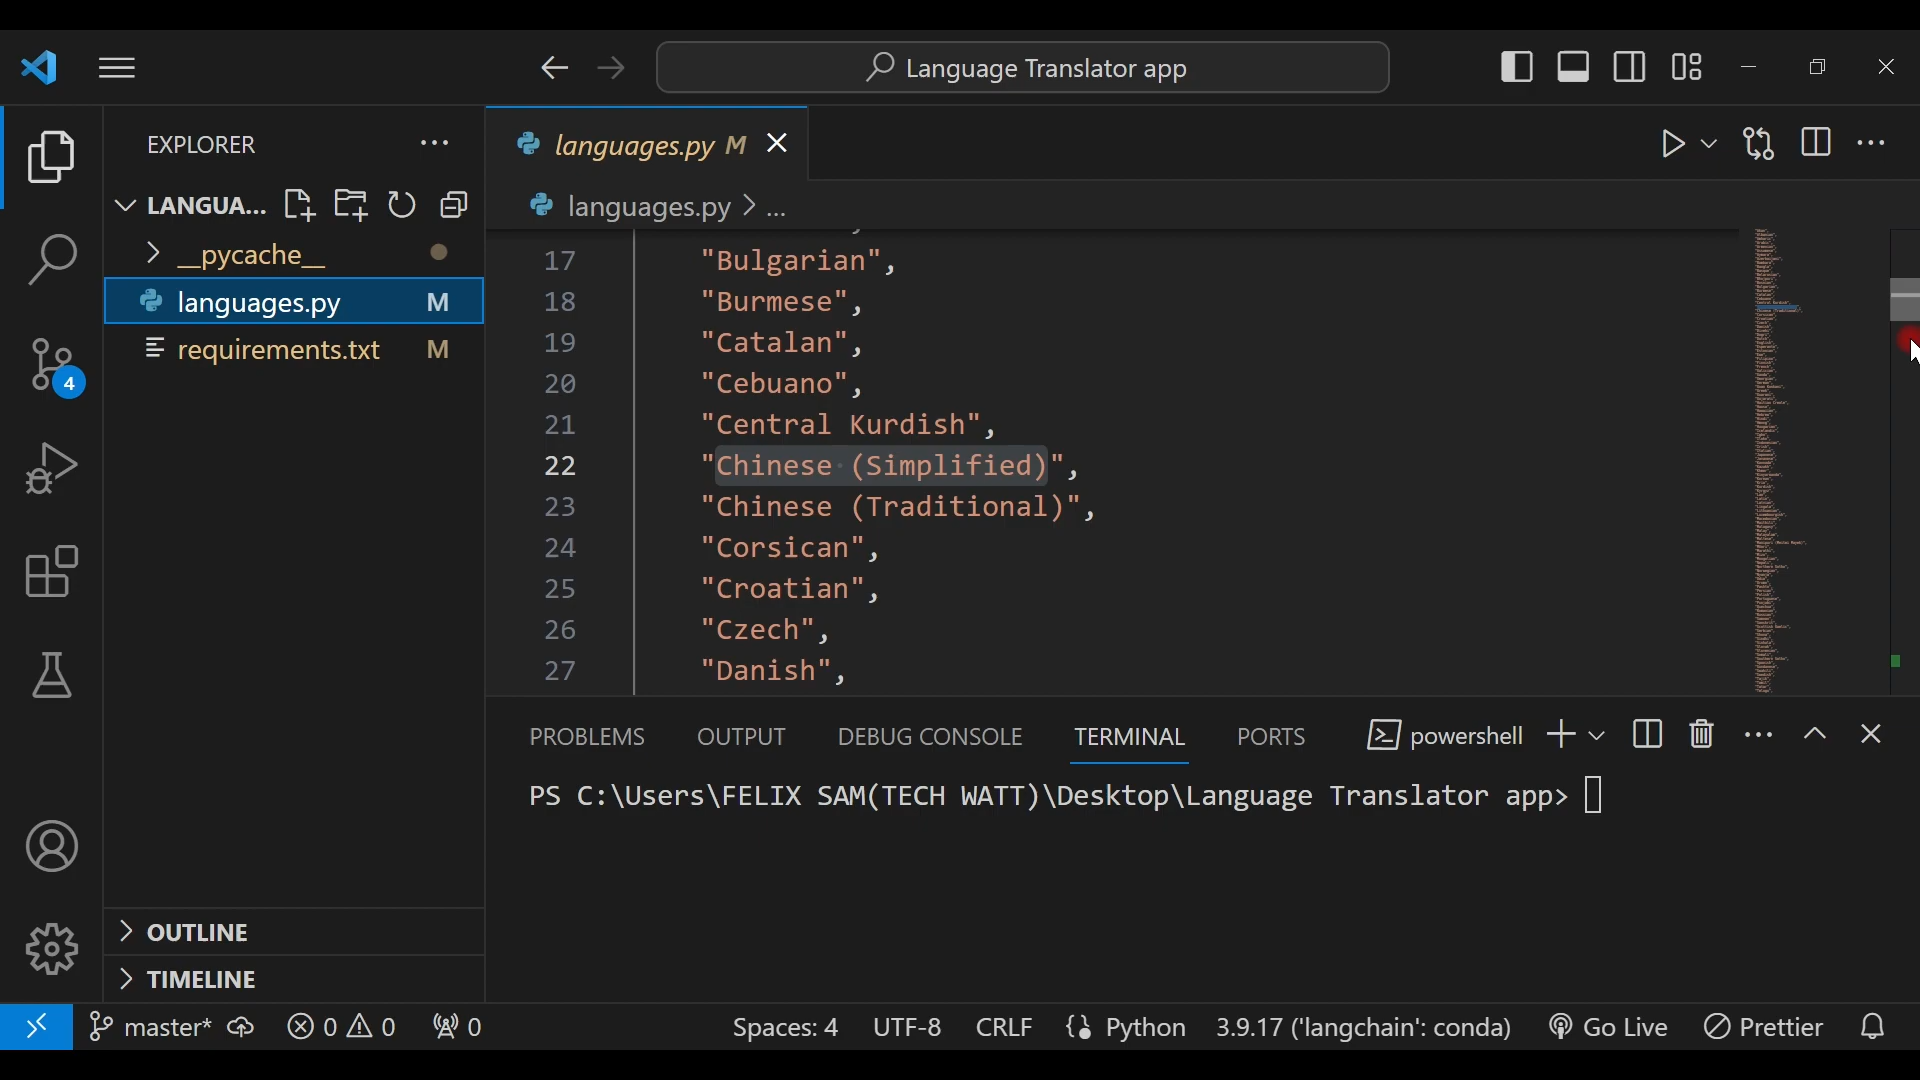 Language Translator app
EXPLORER
LANGUA...
__pycache__
languages.py M
requirements.txt M
4
OUTLINE
TIMELINE
languages.py M
languages.py > ...
17 "Bulgarian",
18 "Burmese",
19 "Catalan",
20 "Cebuano",
21 "Central Kurdish",
22 "Chinese (Simplified)",
23 "Chinese (Traditional)",
24 "Corsican",
25 "Croatian",
26 "Czech",
27 "Danish",
PROBLEMS OUTPUT DEBUG CONSOLE TERMINAL PORTS powershell
PS C:\Users\FELIX SAM(TECH WATT)\Desktop\Language Translator app>
master* 0 0 0 Spaces: 4 UTF-8 CRLF Python 3.9.17 ('langchain': conda) Go Live Prettier